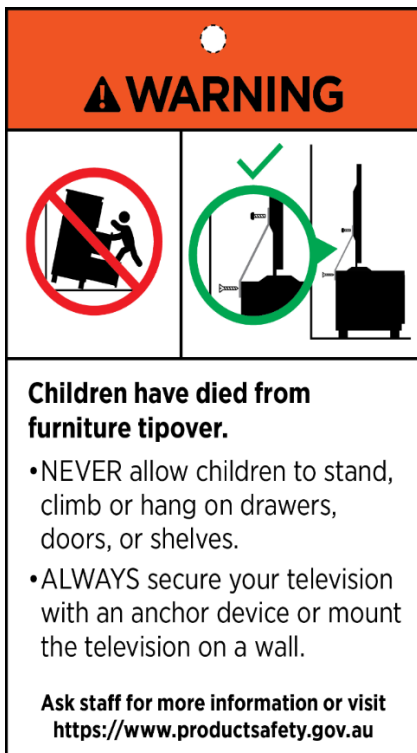 WARNING
Children have died from
furniture tipover.
•NEVER allow children to stand,
climb or hang on drawers,
doors, or shelves.
•ALWAYS secure your television
with an anchor device or mount
the television on a wall.
Ask staff for more information or visit
https://www.productsafety.gov.au